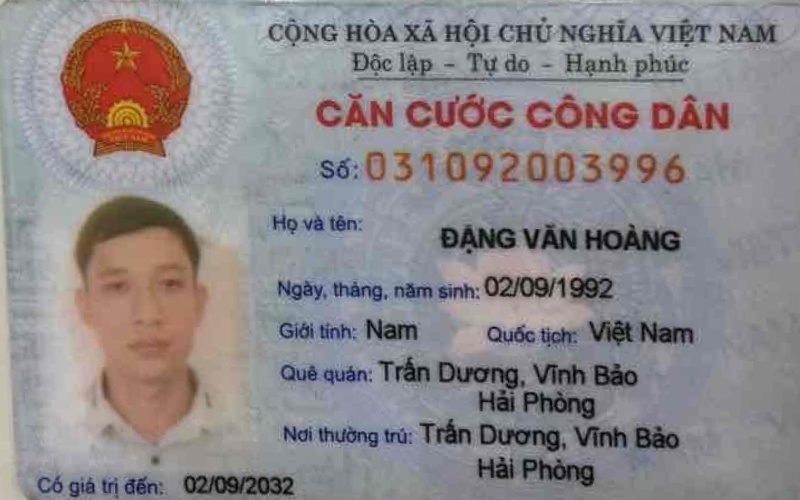 CỘNG HÒA XÃ HỘI CHỦ NGHĨA VIỆT NAM
Độc lập - Tự do - Hạnh phúc
CĂN CƯỚC CÔNG DÂN
Số: 031092003996
Họ và tên:
ĐẶNG VĂN HOÀNG
Ngày, tháng, năm sinh: 02/09/1992
Giới tính: Nam Quốc tịch: Việt Nam
Quê quán: Trấn Dương, Vĩnh Bảo
Hải Phòng
Nơi thường trú: Trấn Dương, Vĩnh Bảo
Hải Phòng
Có giá trị đến: 02/09/2032
VIỆT NAM